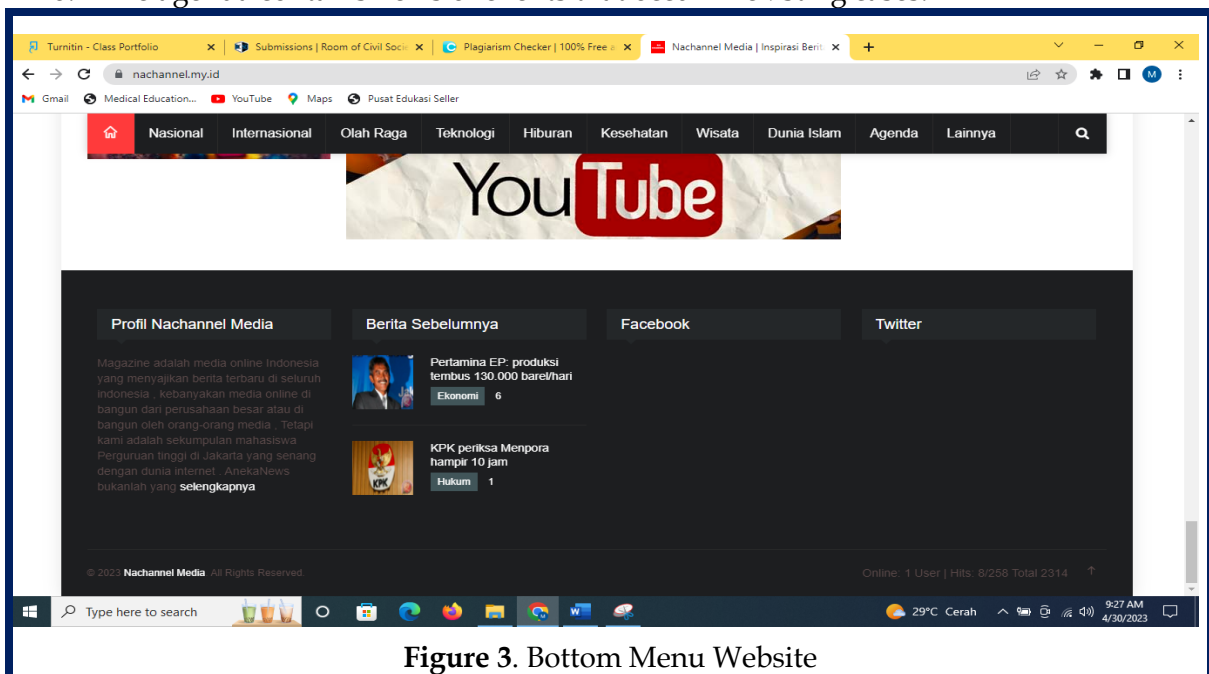 Turnitin - Class Portfolio
Submissions | Room of Civil Socie
Plagiarism Checker | 100% Free a
Nachannel Media | Inspirasi Berit
nachannel.my.id
M
Gmail
Medical Education...
YouTube
Maps
Pusat Edukasi Seller
Nasional Internasional Olah Raga Teknologi Hiburan Kesehatan Wisata Dunia Islam Agenda Lainnya
YouTube
Profil Nachannel Media
Magazine adalah media online Indonesia
yang menyajikan berita terbaru di seluruh
indonesia , kebanyakan media online di
bangun dari perusahaan besar atau di
bangun oleh orang-orang media , Tetapi
kami adalah sekumpulan mahasiswa
Perguruan tinggi di Jakarta yang senang
dengan dunia internet . AnekaNews
bukanlah yang selengkapnya
Berita Sebelumnya
Pertamina EP: produksi
tembus 130.000 barel/hari
Ekonomi 6
KPK periksa Menpora
hampir 10 jam
Hukum 1
KPK
Facebook
Twitter
© 2023 Nachannel Media. All Rights Reserved.
Online: 1 User | Hits: 8/258 Total 2314
Type here to search
29°C Cerah
9:27 AM
4/30/2023
Figure 3. Bottom Menu Website